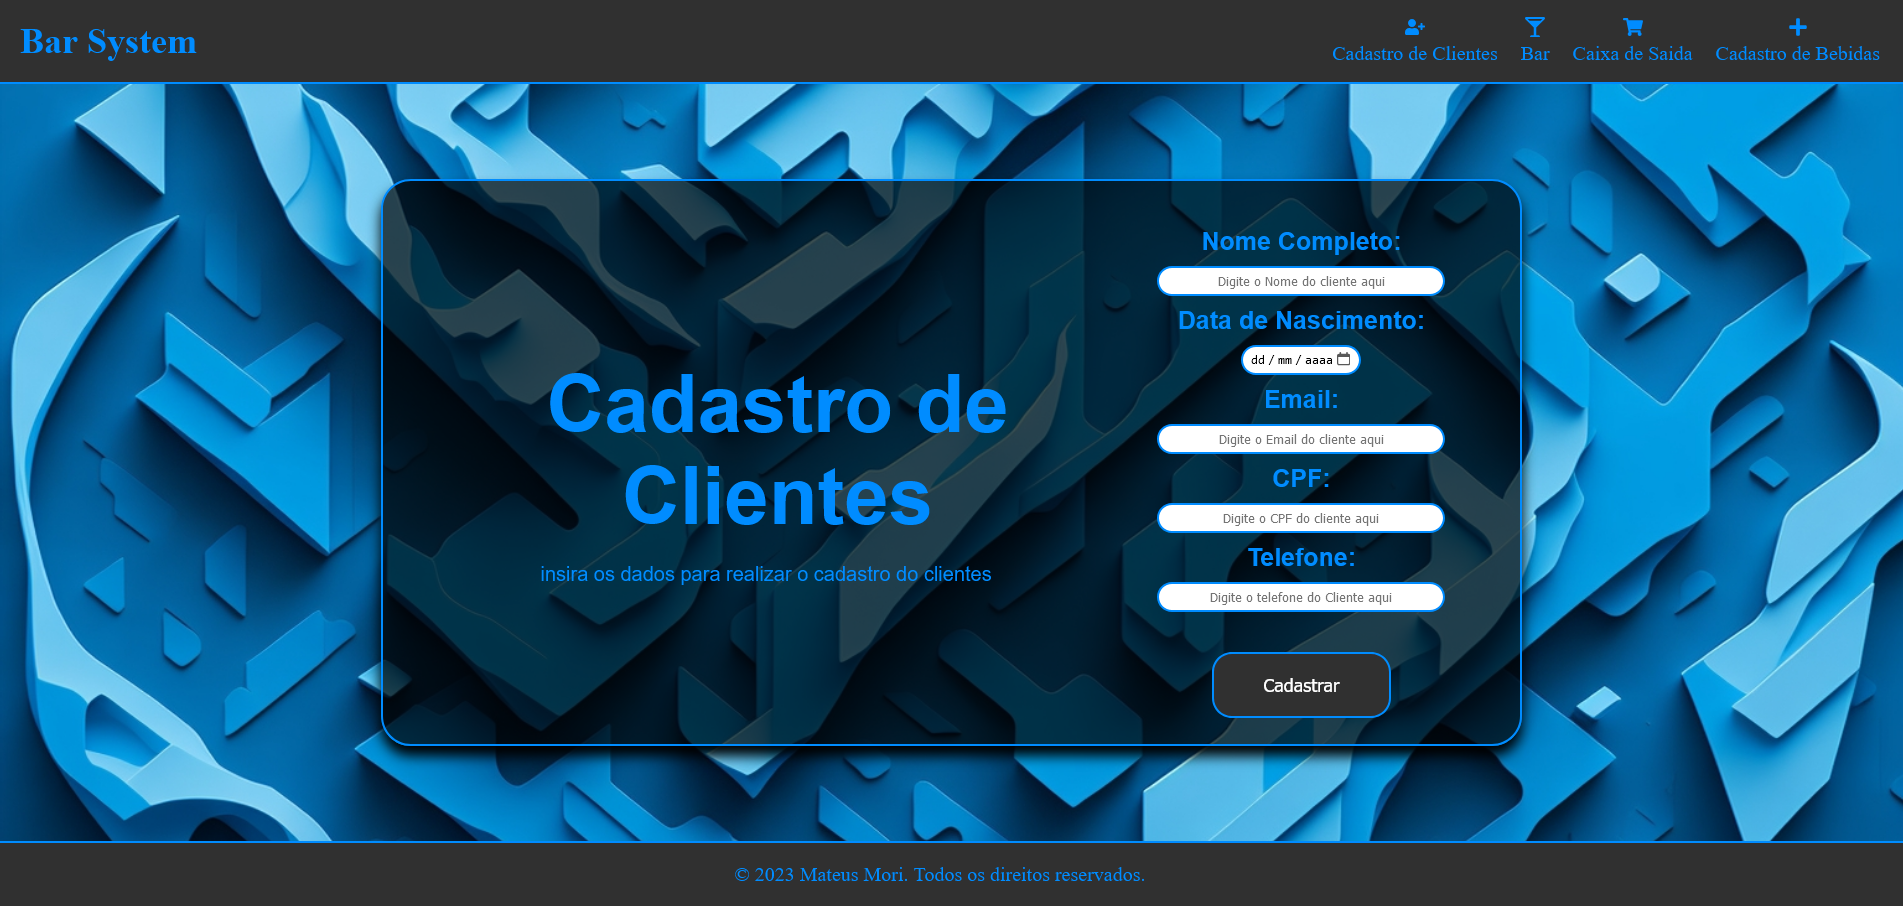 Bar System
Cadastro de Clientes
Bar
Caixa de Saida
Cadastro de Bebidas
Cadastro de
Clientes
insira os dados para realizar o cadastro do clientes
Nome Completo:
Digite o Nome do cliente aqui
Data de Nascimento:
dd / mm / aaaa
Email:
Digite o Email do cliente aqui
CPF:
Digite o CPF do cliente aqui
Telefone:
Digite o telefone do Cliente aqui
Cadastrar
© 2023 Mateus Mori. Todos os direitos reservados.